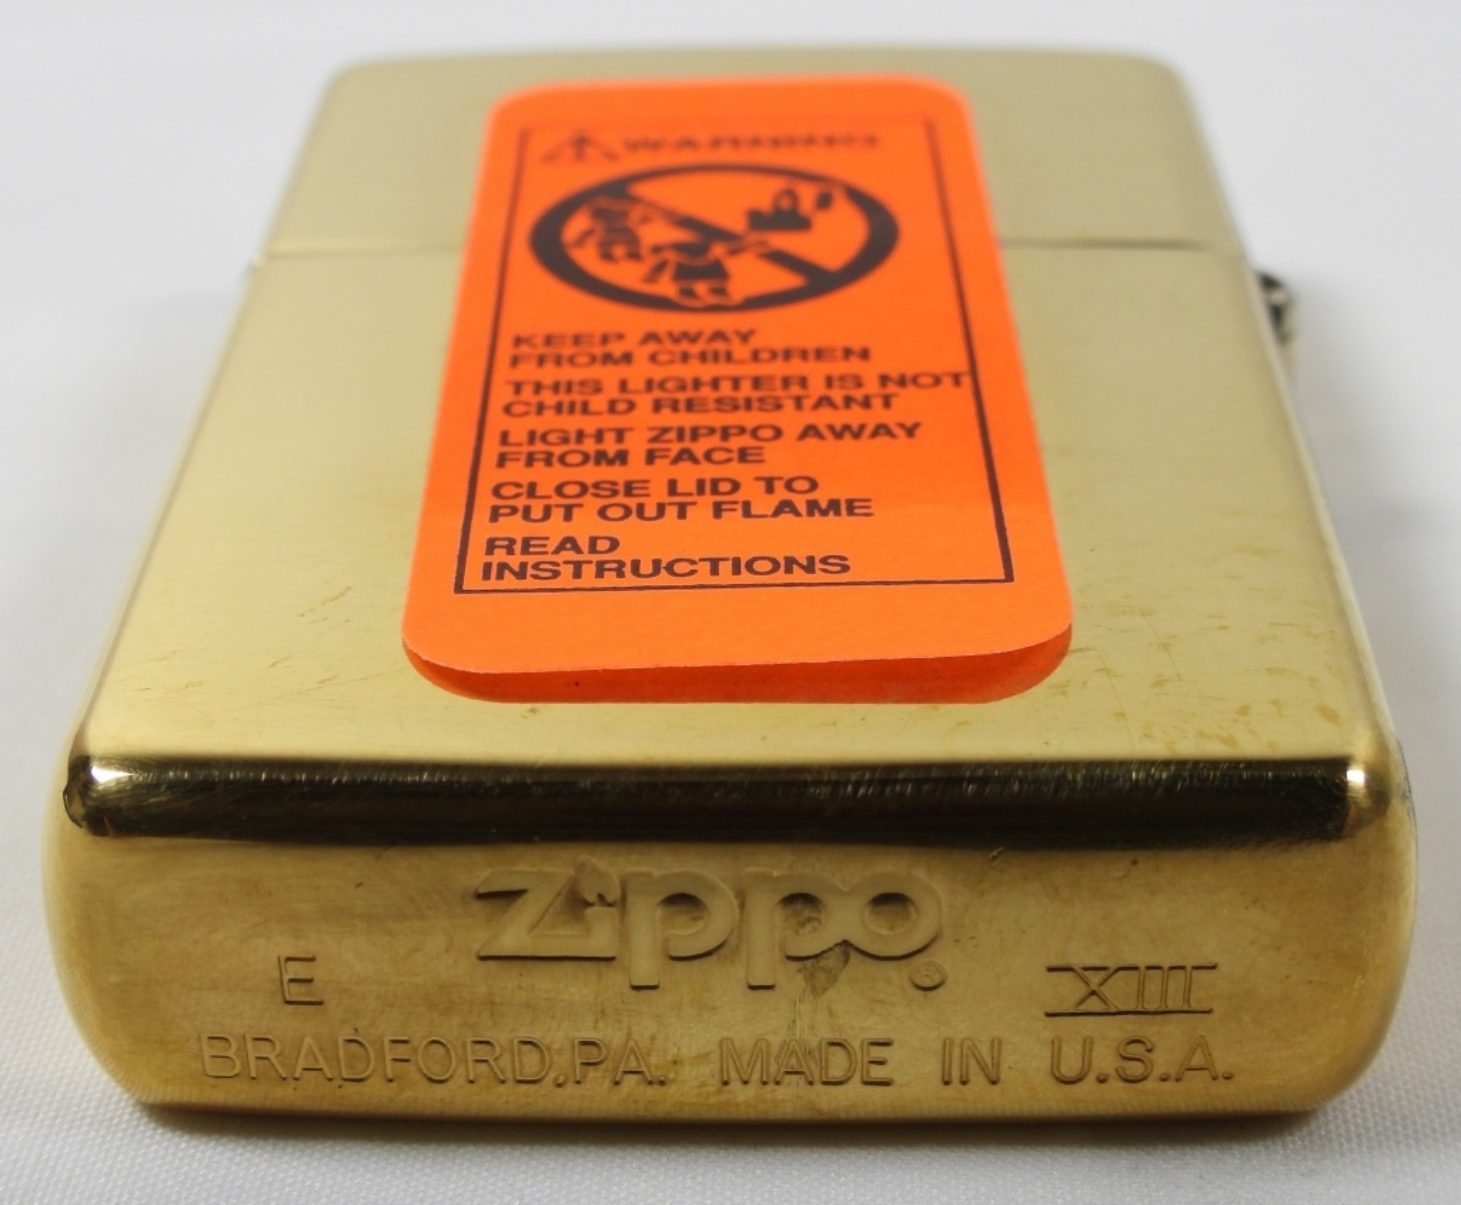 WARNING
KEEP AWAY
FROM CHILDREN
THIS LIGHTER IS NOT
CHILD RESISTANT
LIGHT ZIPPO AWAY
FROM FACE
CLOSE LID TO
PUT OUT FLAME
READ
INSTRUCTIONS
Zippo®
E XIII
BRADFORD,PA. MADE IN U.S.A.